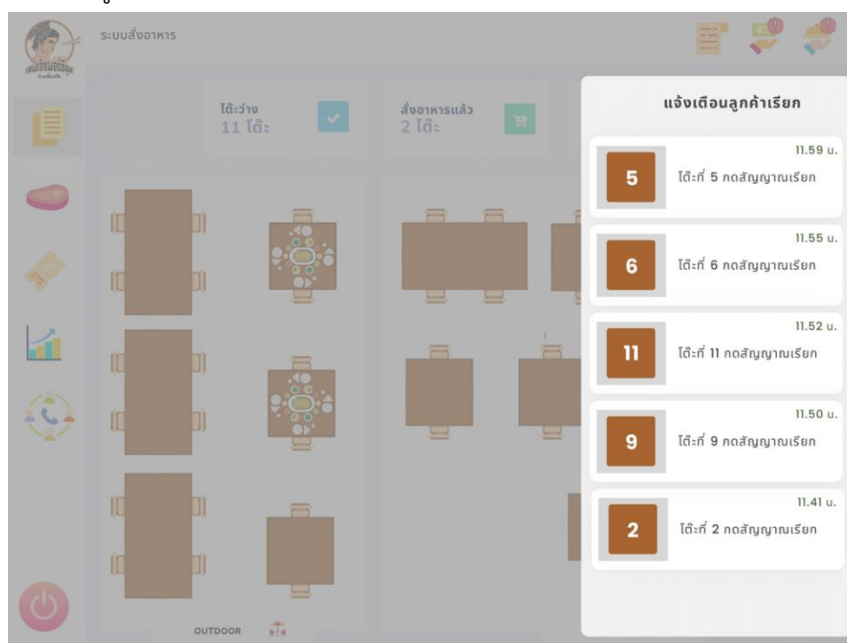 ระบบสั่งอาหาร
โต๊ะว่าง
11 โต๊ะ
สั่งอาหารแล้ว
2 โต๊ะ
OUTDOOR
แจ้งเตือนลูกค้าเรียก
11.59 น.
5
โต๊ะที่ 5 กดสัญญาณเรียก
11.55 น.
6
โต๊ะที่ 6 กดสัญญาณเรียก
11.52 น.
11
โต๊ะที่ 11 กดสัญญาณเรียก
11.50 น.
9
โต๊ะที่ 9 กดสัญญาณเรียก
11.41 น.
2
โต๊ะที่ 2 กดสัญญาณเรียก